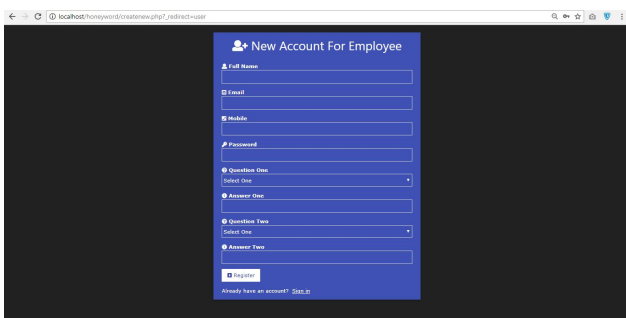 localhost/honeyword/createnew.php?_redirect=user
New Account For Employee
Full Name
Email
Mobile
Password
Question One
Select One
Answer One
Question Two
Select One
Answer Two
Register
Already have an account? Sign in